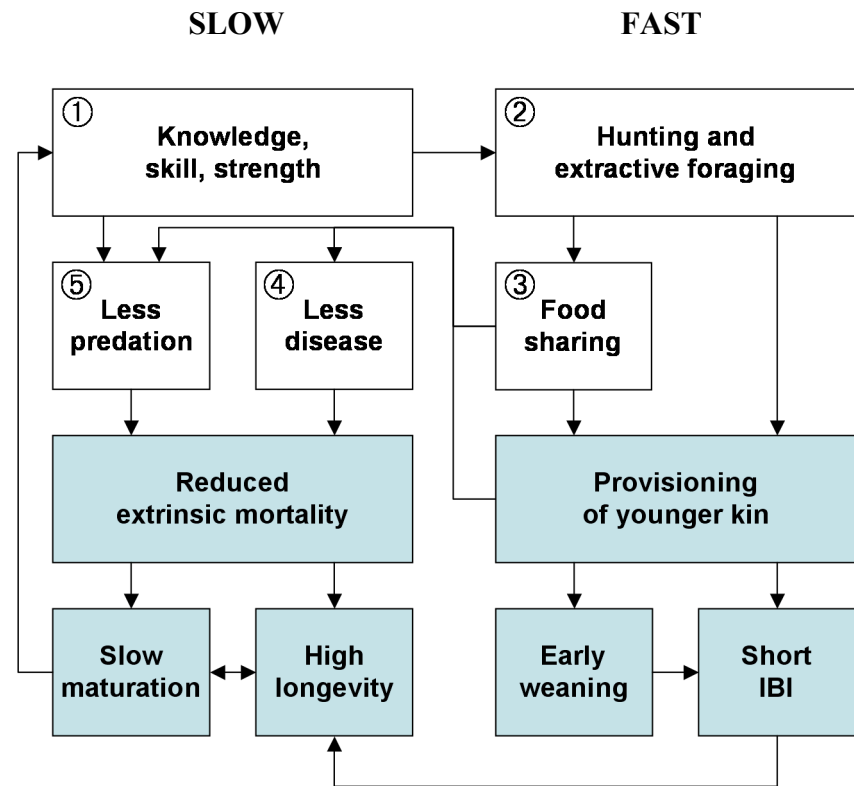 SLOW
FAST
①
Knowledge,
skill, strength
②
Hunting and
extractive foraging
⑤
Less
predation
④
Less
disease
③
Food
sharing
Reduced
extrinsic mortality
Provisioning
of younger kin
Slow
maturation
High
longevity
Early
weaning
Short
IBI